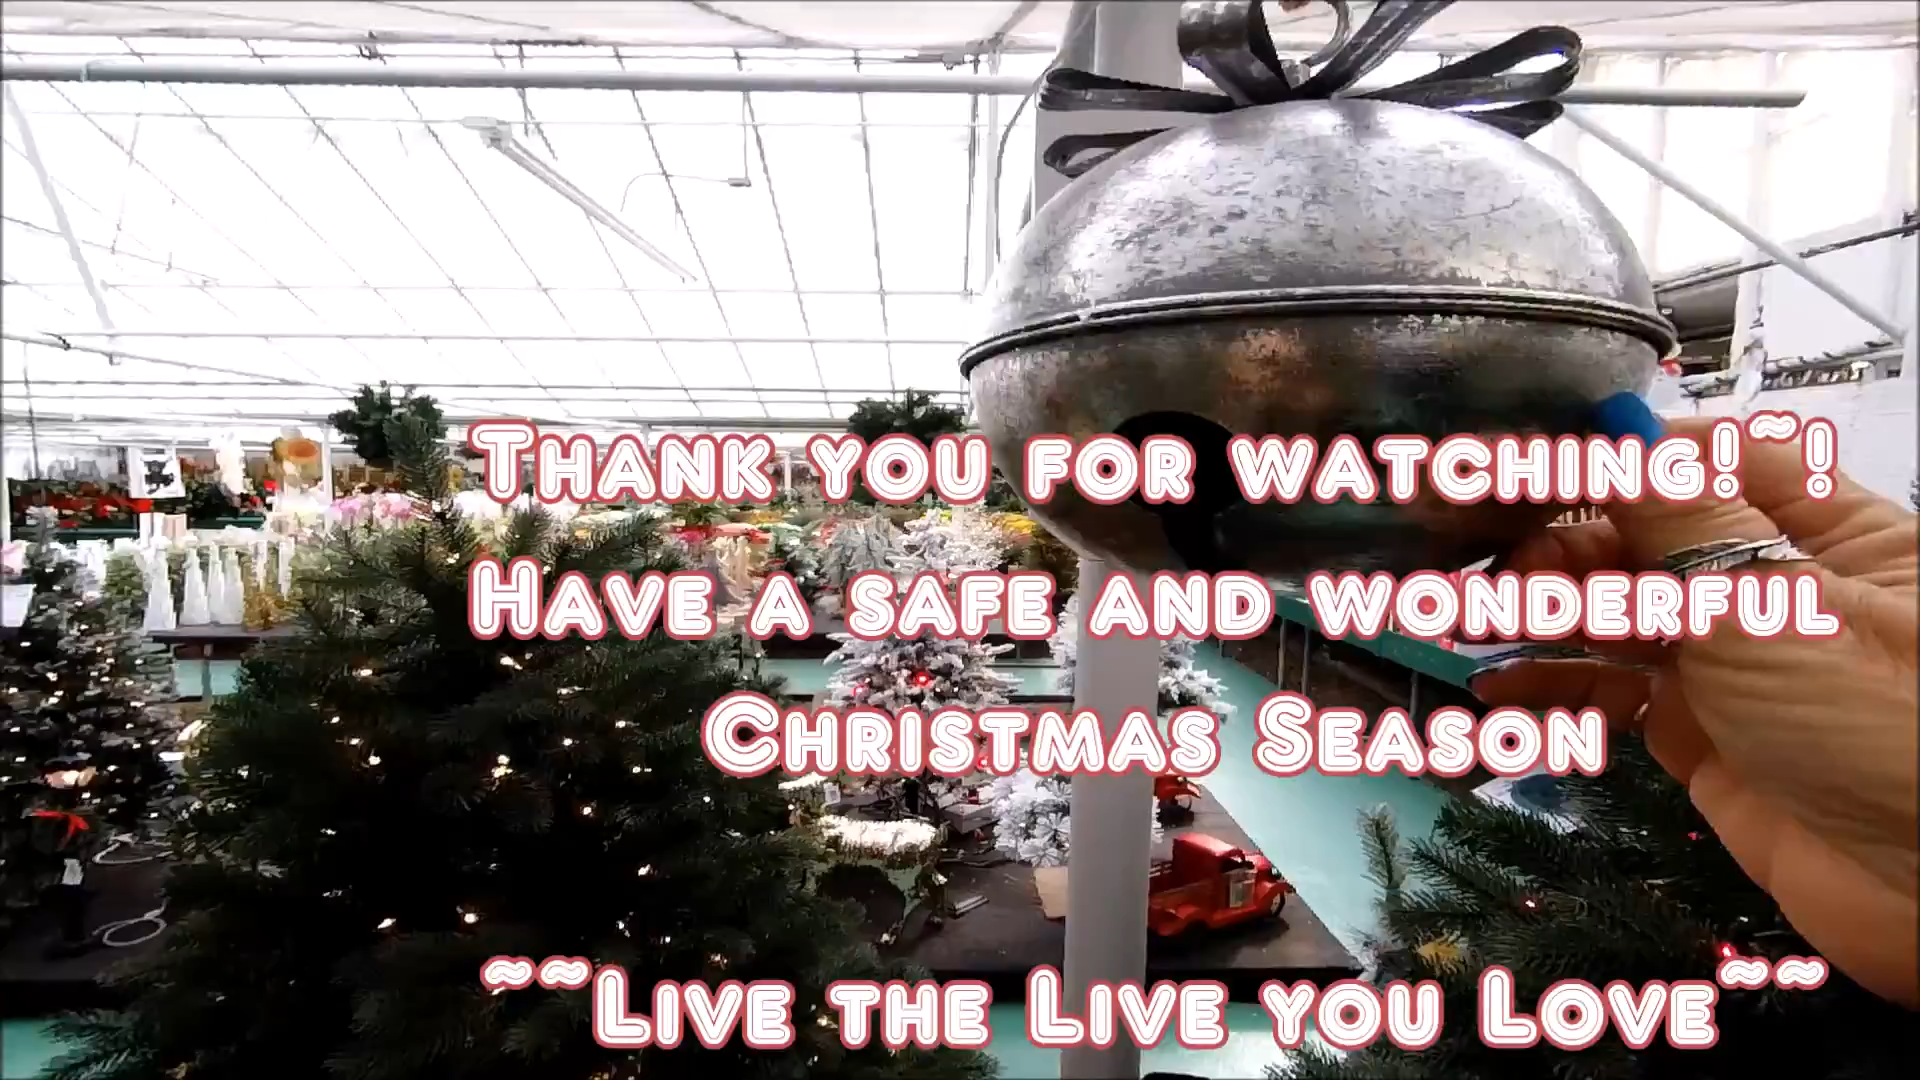 Thank you for watching!~!
Have a safe and wonderful
Christmas Season
~~Live the Live you Love~~